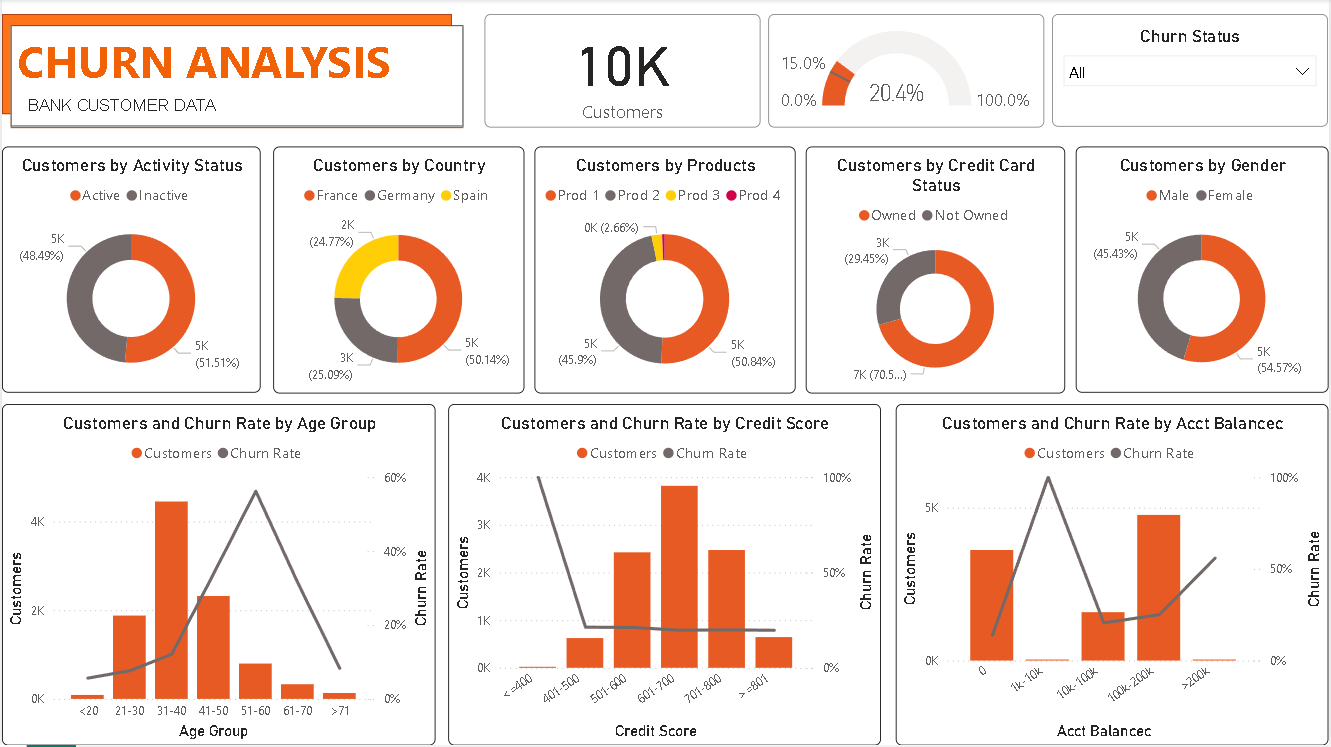 CHURN ANALYSIS
BANK CUSTOMER DATA
10K
Customers
15.0%
0.0%
20.4%
100.0%
Churn Status
All
Customers by Activity Status
Active Inactive
5K
(48.49%)
5K
(51.51%)
Customers by Country
France Germany Spain
2K
(24.77%)
3K
(25.09%)
5K
(50.14%)
Customers by Products
Prod 1 Prod 2 Prod 3 Prod 4
0K (2.66%)
5K
(45.9%)
5K
(50.84%)
Customers by Credit Card
Status
Owned Not Owned
3K
(29.45%)
7K (70.5...)
Customers by Gender
Male Female
5K
(45.43%)
5K
(54.57%)
Customers and Churn Rate by Age Group
Customers Churn Rate
60%
4K
40%
2K
20%
0K
0%
Customers
Churn Rate
<20 21-30 31-40 41-50 51-60 61-70 >71
Age Group
Customers and Churn Rate by Credit Score
Customers Churn Rate
4K
100%
3K
2K
50%
1K
0K
0%
Customers
Churn Rate
<=400 401-500 501-600 601-700 701-800 >=801
Credit Score
Customers and Churn Rate by Acct Balancec
Customers Churn Rate
100%
5K
50%
0K
0%
Customers
Churn Rate
0 1k-10k 10k-100k 100k-200k >200k
Acct Balancec